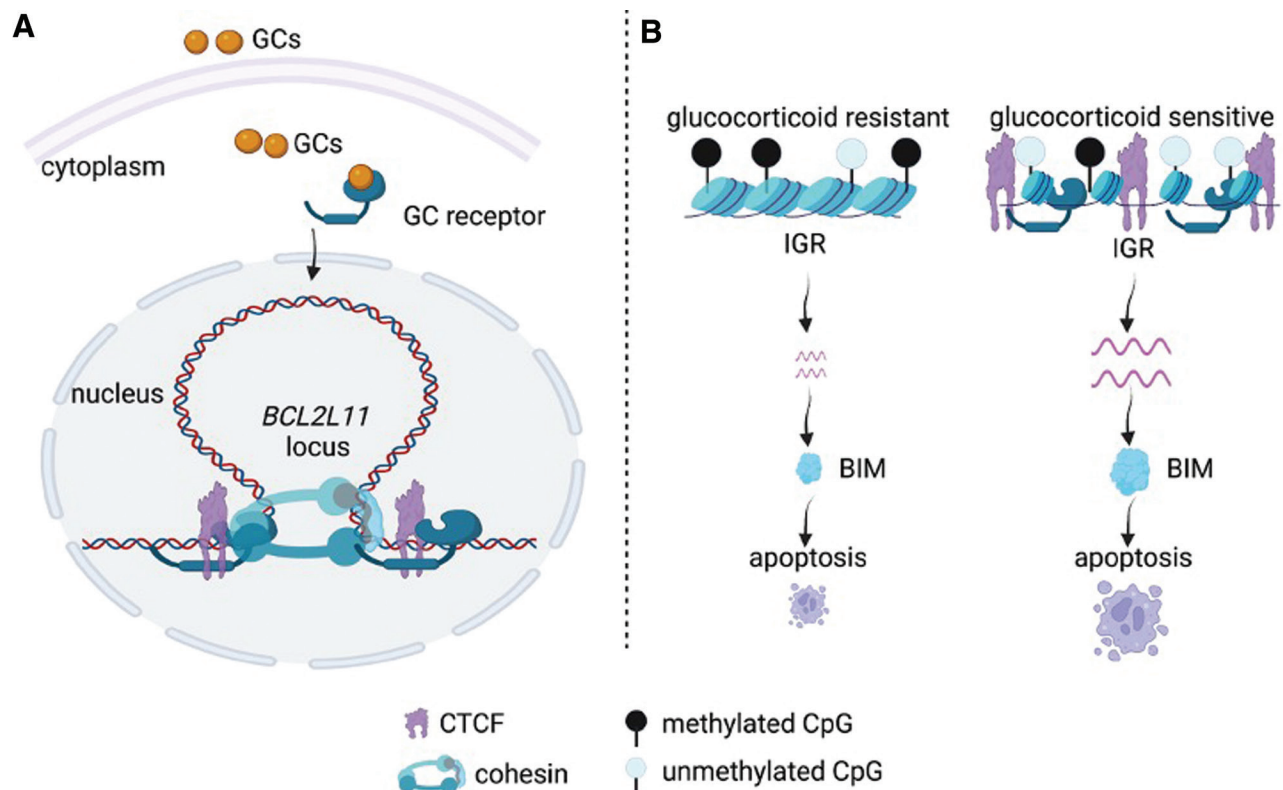 A
GCs
GCs
cytoplasm
GC receptor
nucleus
BCL2L11
locus
B
glucocorticoid resistant
glucocorticoid sensitive
IGR
IGR
BIM
BIM
apoptosis
apoptosis
CTCF
methylated CpG
cohesin
unmethylated CpG